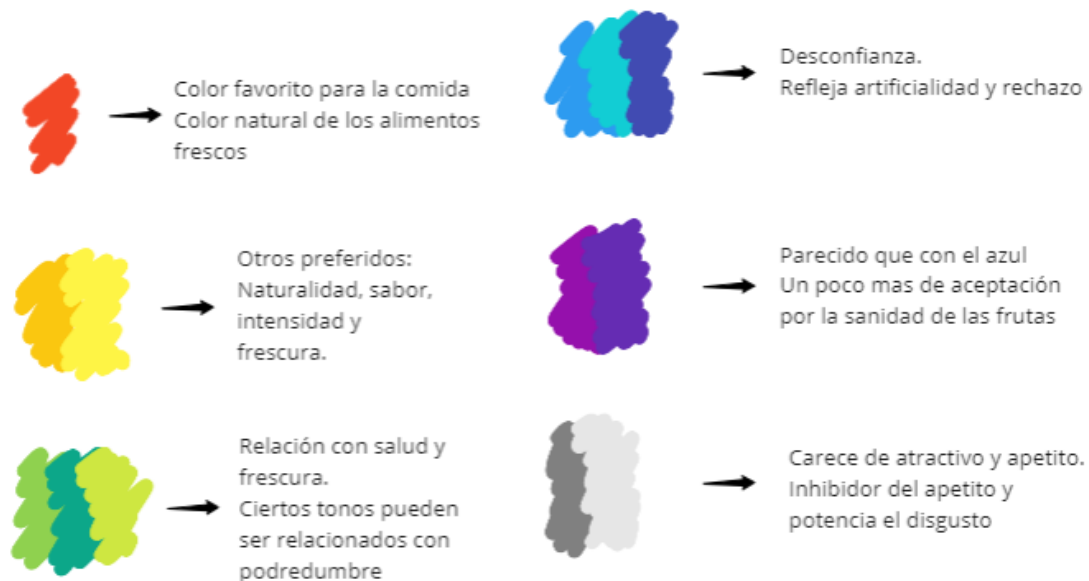 Color favorito para la comida
Color natural de los alimentos
frescos
Otros preferidos:
Naturalidad, sabor,
intensidad y
frescura.
Relación con salud y
frescura.
Ciertos tonos pueden
ser relacionados con
podredumbre
Desconfianza.
Refleja artificialidad y rechazo
Parecido que con el azul
Un poco mas de aceptación
por la sanidad de las frutas
Carece de atractivo y apetito.
Inhibidor del apetito y
potencia el disgusto